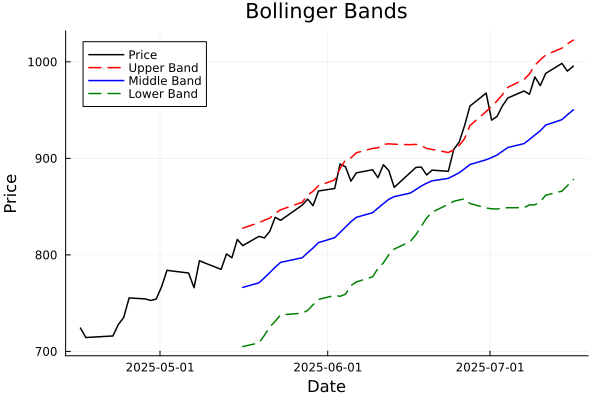 Bollinger Bands
Price
Upper Band
Middle Band
Lower Band
Price
1000
900
800
700
2025-05-01
2025-06-01
2025-07-01
Date